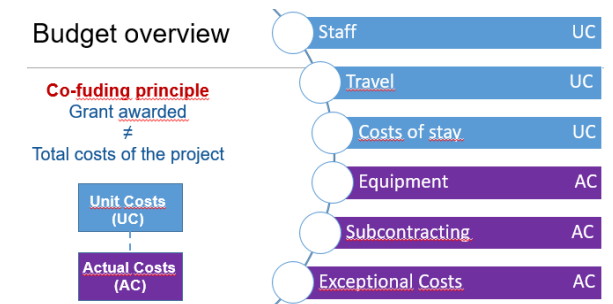 Budget overview
Co-fuding principle
Grant awarded
≠
Total costs of the project
Unit Costs
(UC)
Actual Costs
(AC)
Staff UC
Travel UC
Costs of stay UC
Equipment AC
Subcontracting AC
Exceptional Costs AC